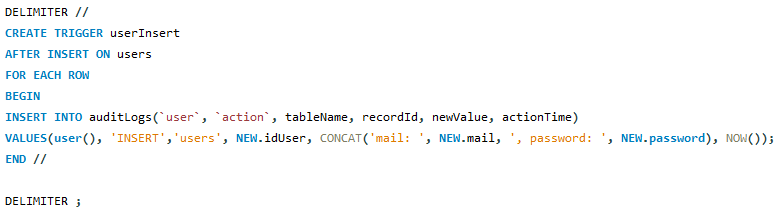 DELIMITER //
CREATE TRIGGER userInsert
AFTER INSERT ON users
FOR EACH ROW
BEGIN
INSERT INTO auditLogs(`user`, `action`, tableName, recordId, newValue, actionTime)
VALUES(user(), 'INSERT','users', NEW.idUser, CONCAT('mail: ', NEW.mail, ', password: ', NEW.password), NOW());
END //
DELIMITER ;